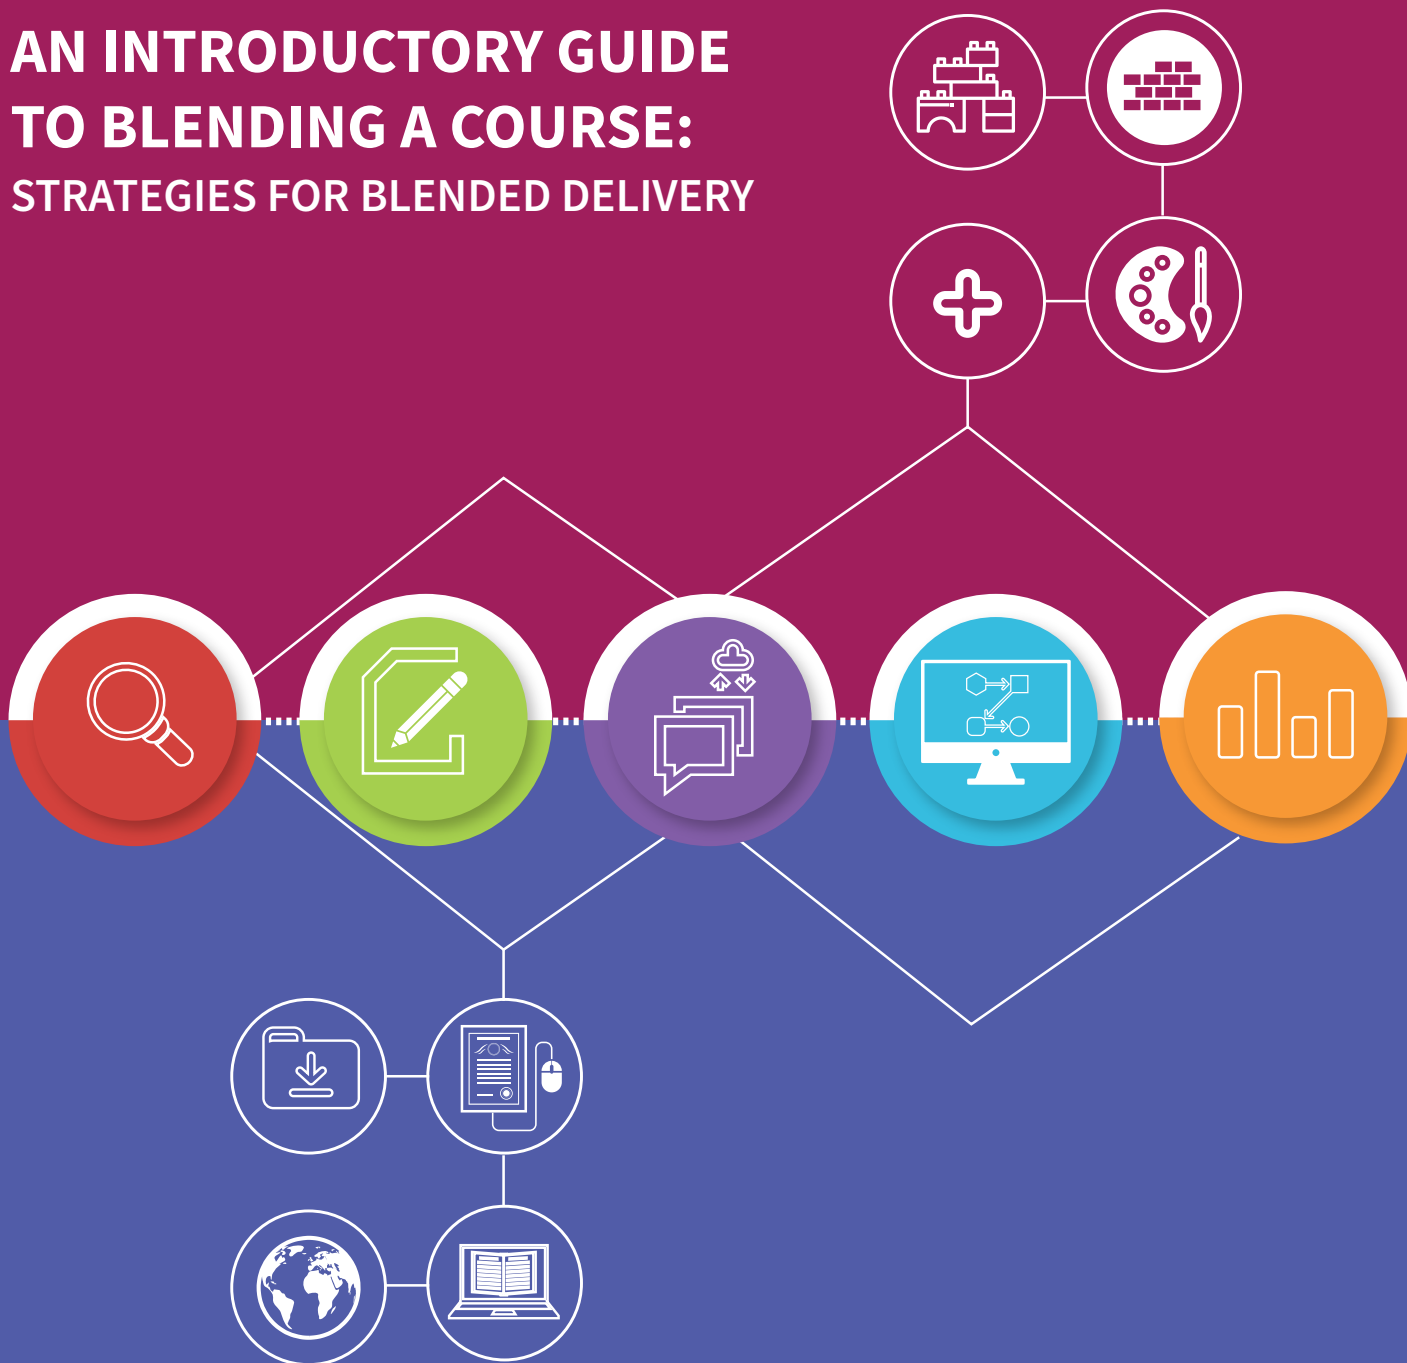 AN INTRODUCTORY GUIDE
TO BLENDING A COURSE:
STRATEGIES FOR BLENDED DELIVERY